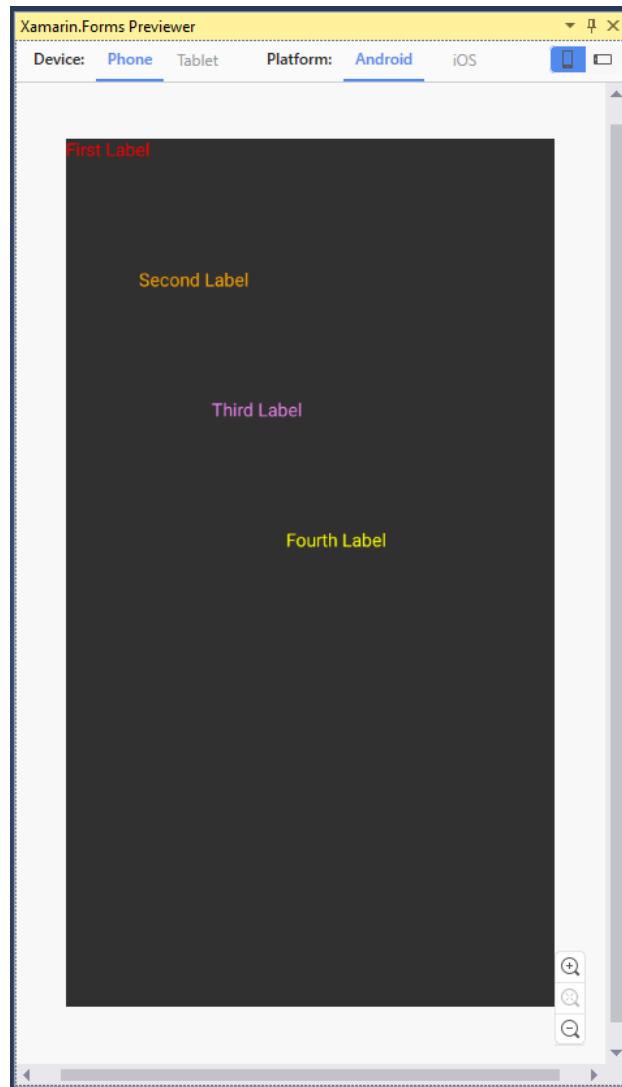 Xamarin.Forms Previewer
Device: Phone Tablet Platform: Android iOS
First Label
Second Label
Third Label
Fourth Label